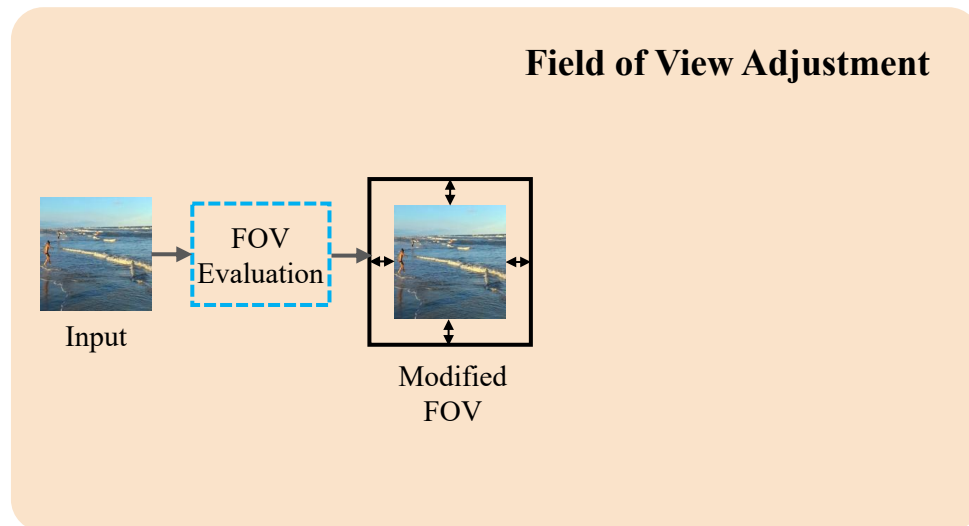 Field of View Adjustment
FOV
Evaluation
Input
Modified
FOV